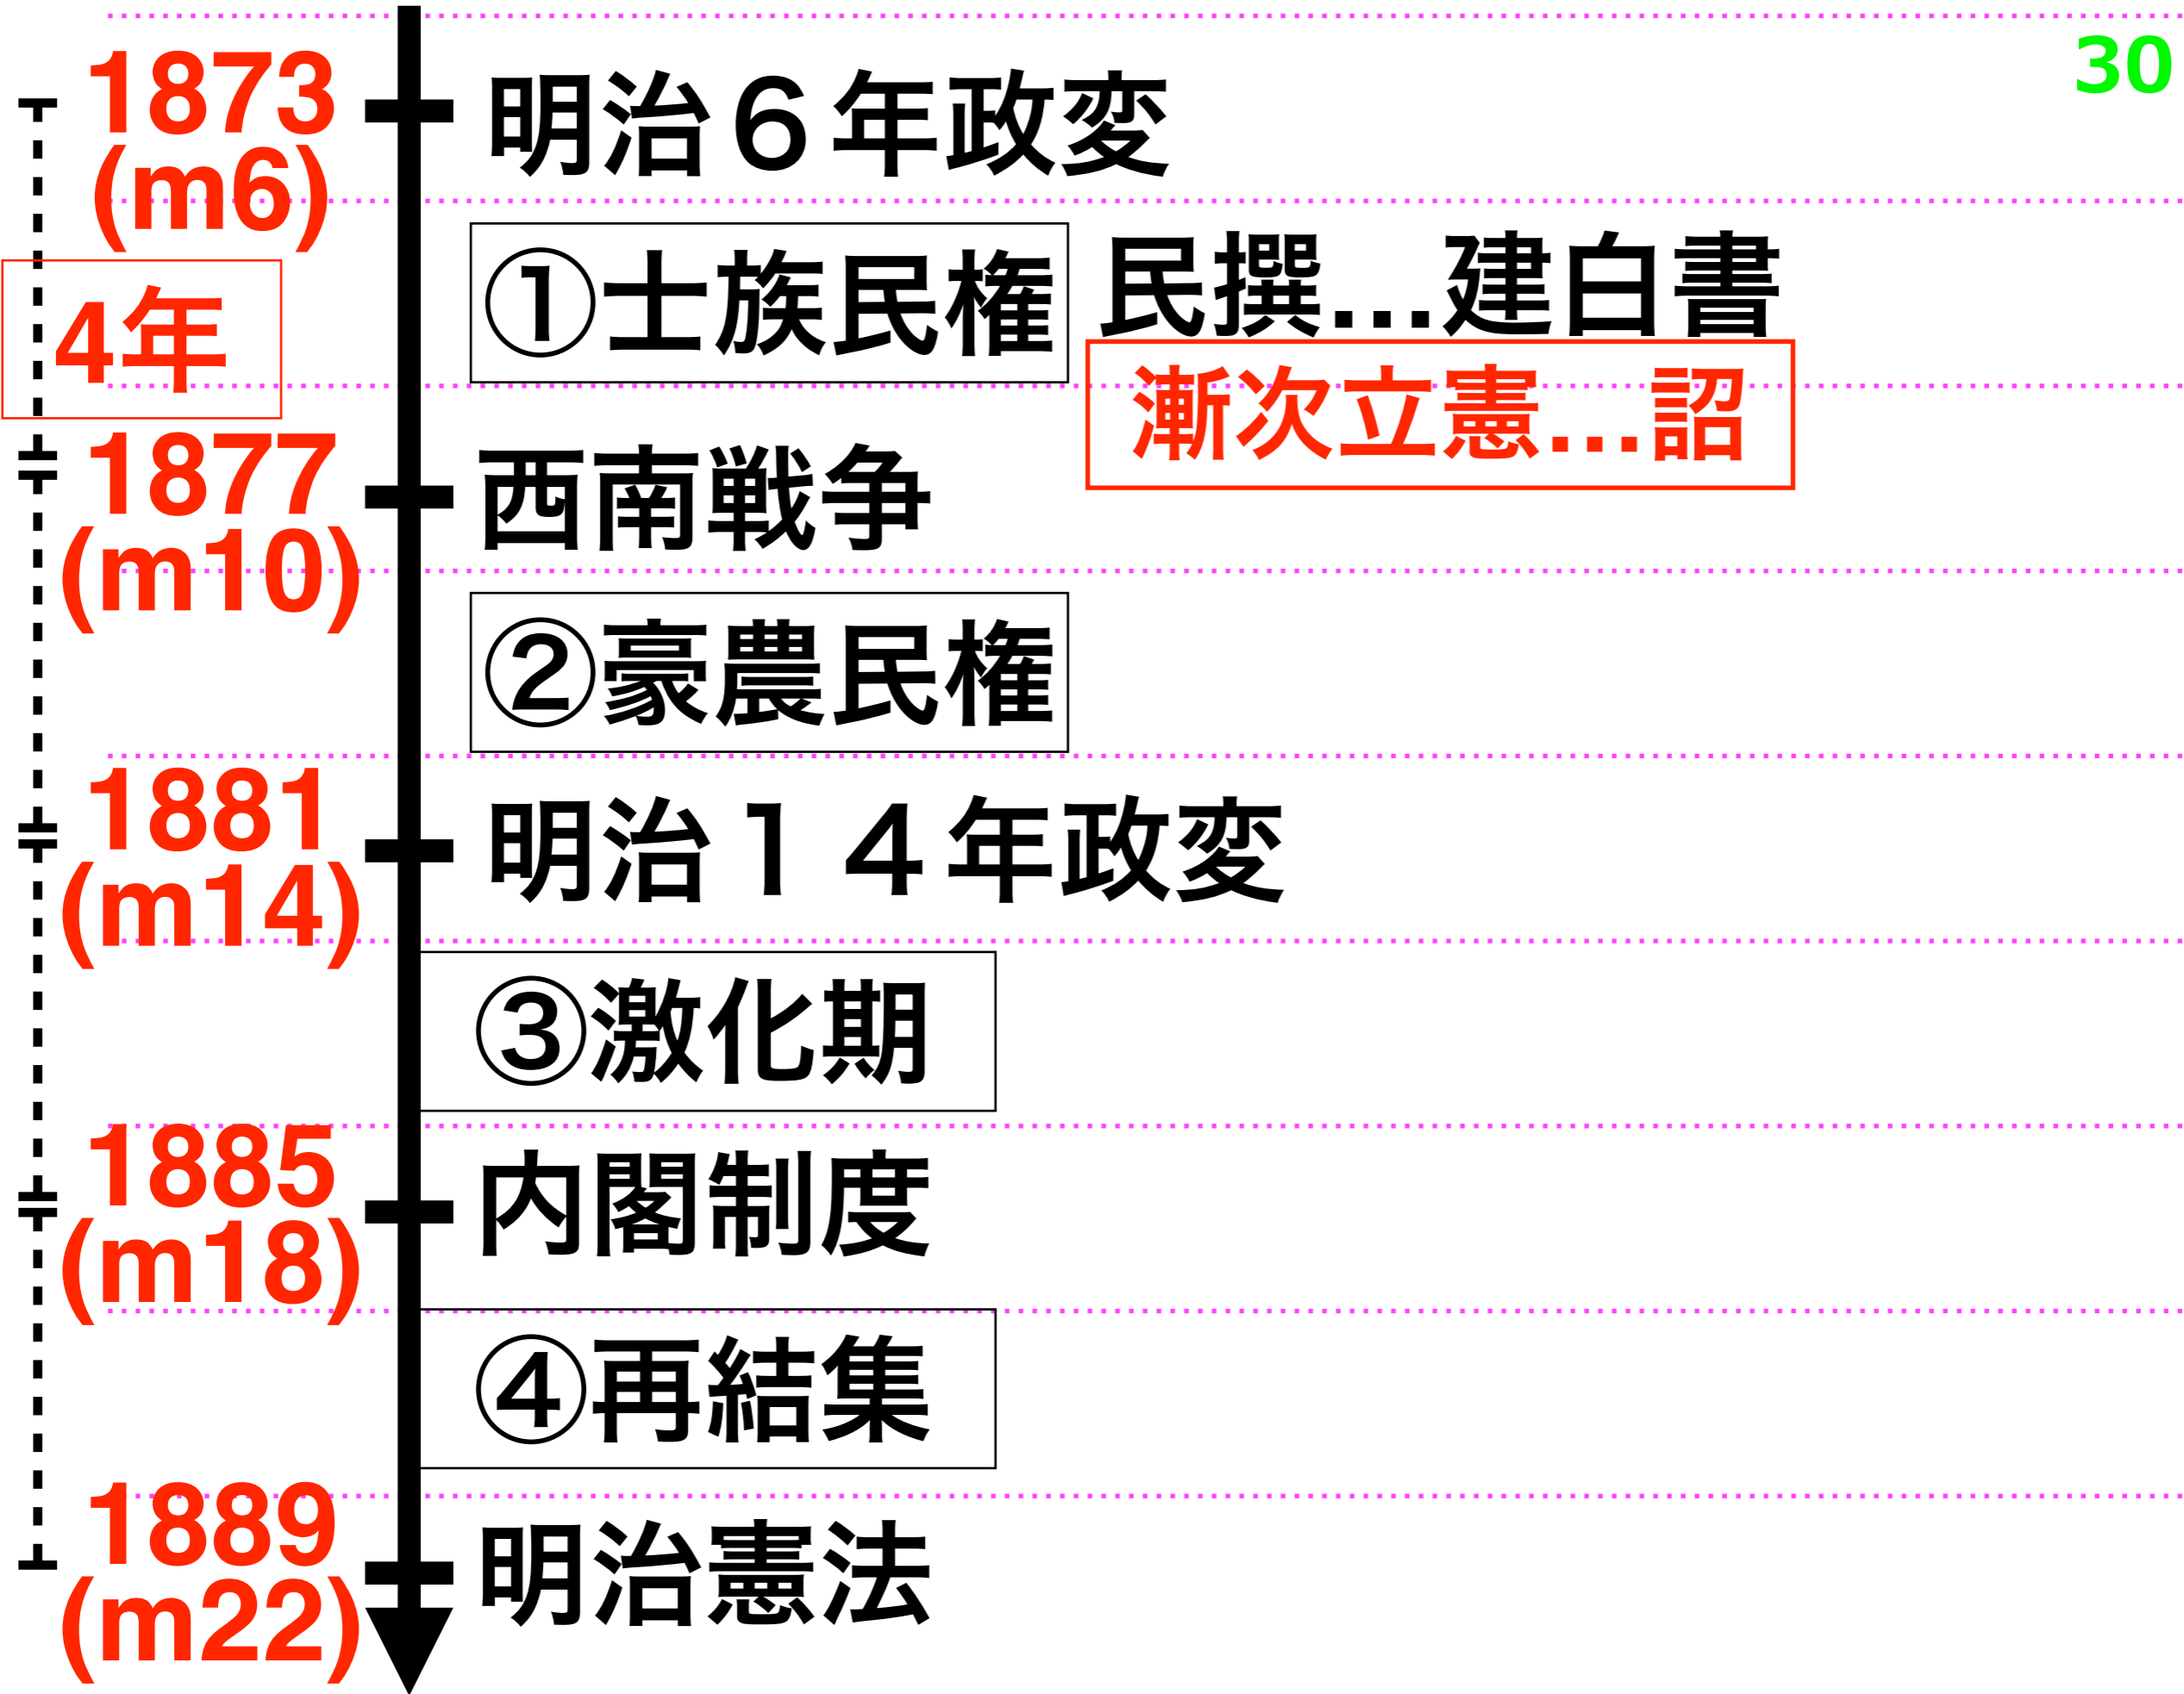 30
1873
(m6)
明治６年政変
4年
①士族民権
民撰…建白書
漸次立憲…詔
1877
(m10)
西南戦争
②豪農民権
1881
(m14)
明治１４年政変
③激化期
1885
(m18)
内閣制度
④再結集
1889
(m22)
明治憲法